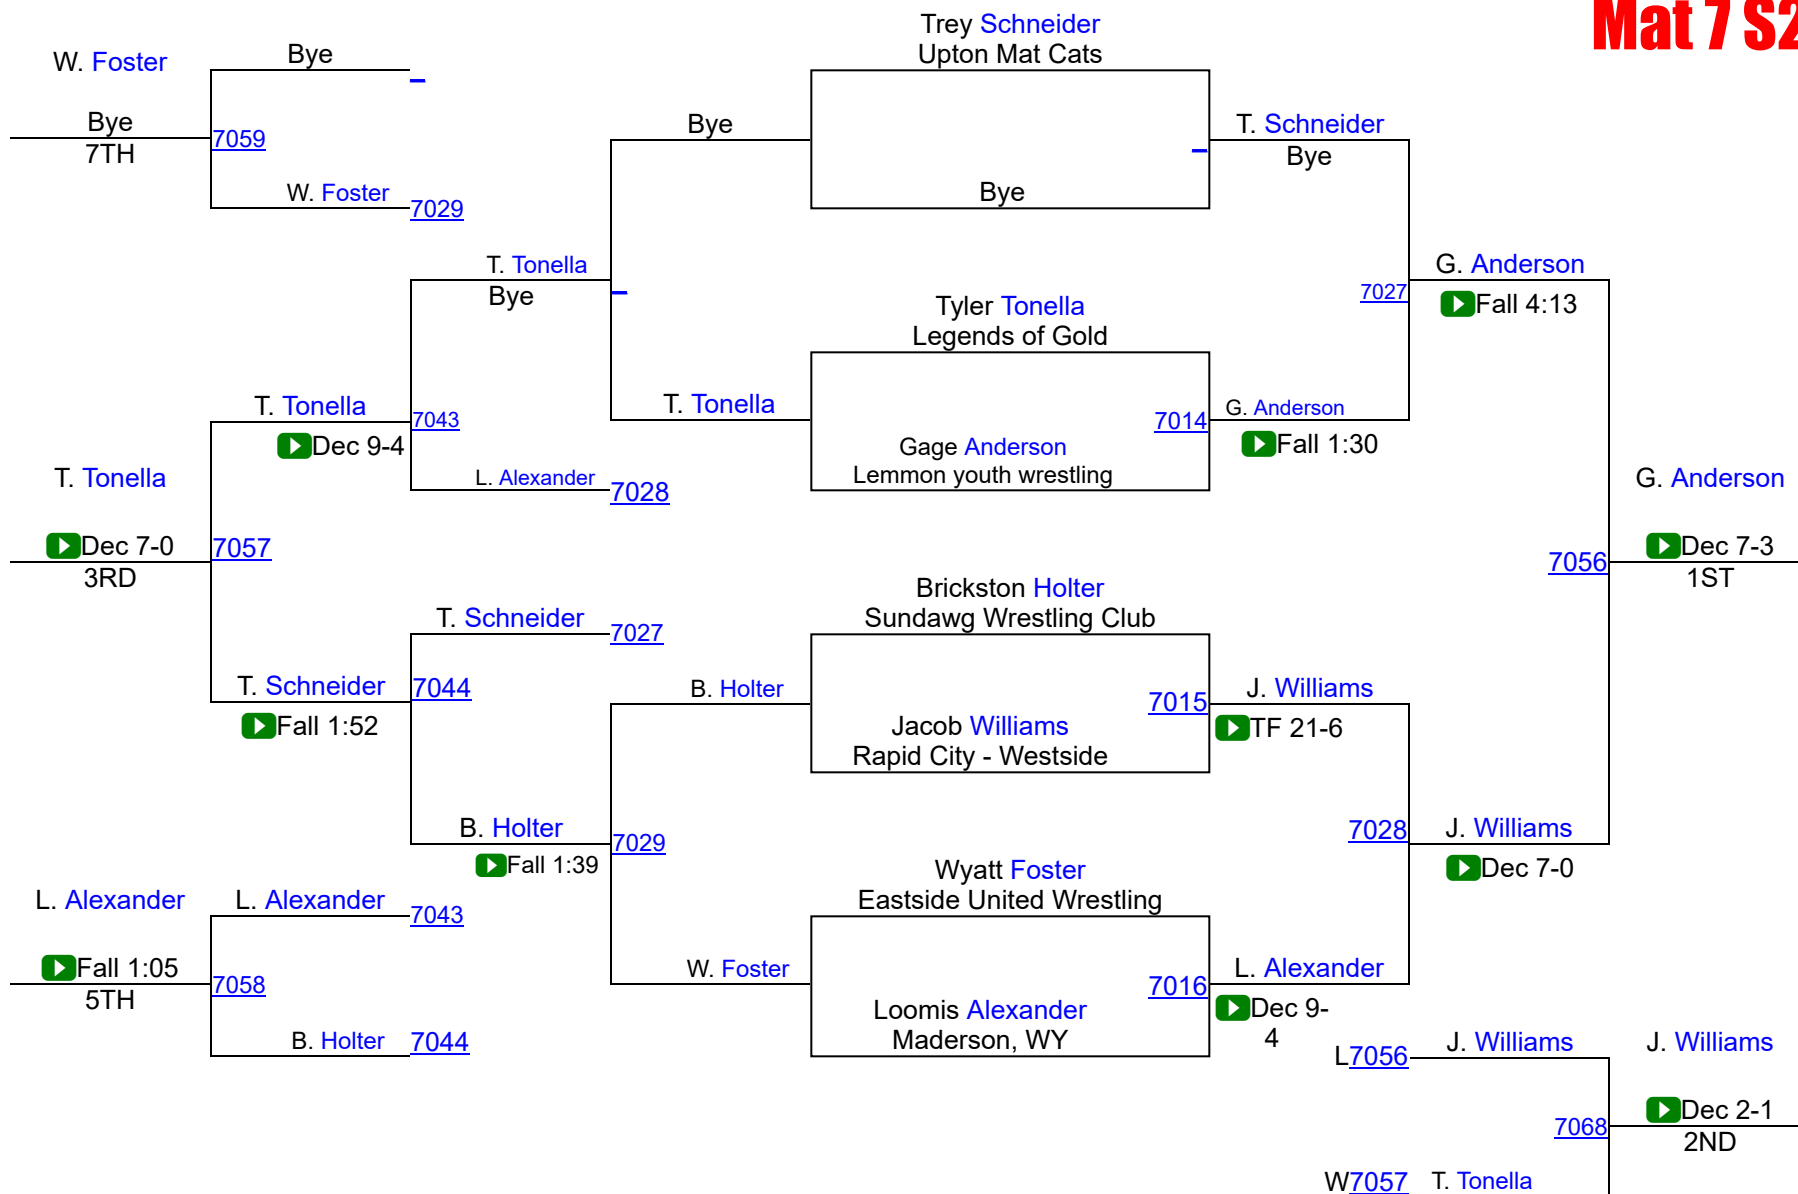 Mat 7 S2
Trey Schneider
Upton Mat Cats
W. Foster
Bye
Bye
7TH
7059
W. Foster
7029
Bye
Bye
T. Schneider
Bye
T. Tonella
Bye
G. Anderson
7027
Fall 4:13
Tyler Tonella
Legends of Gold
T. Tonella
Gage Anderson
Lemmon youth wrestling
7014
G. Anderson
Fall 1:30
T. Tonella
Dec 9-4
7043
L. Alexander
7028
T. Tonella
Dec 7-0
3RD
7057
G. Anderson
7056
Dec 7-3
1ST
Brickston Holter
Sundawg Wrestling Club
T. Schneider
7027
T. Schneider
7044
Fall 1:52
B. Holter
Jacob Williams
Rapid City - Westside
7015
J. Williams
TF 21-6
B. Holter
Fall 1:39
7029
7028
J. Williams
Dec 7-0
Wyatt Foster
Eastside United Wrestling
L. Alexander
L. Alexander
7043
Fall 1:05
5TH
7058
B. Holter
7044
W. Foster
Loomis Alexander
Maderson, WY
7016
L. Alexander
Dec 9-
4
L7056
J. Williams
J. Williams
7068
Dec 2-1
2ND
W7057
T. Tonella